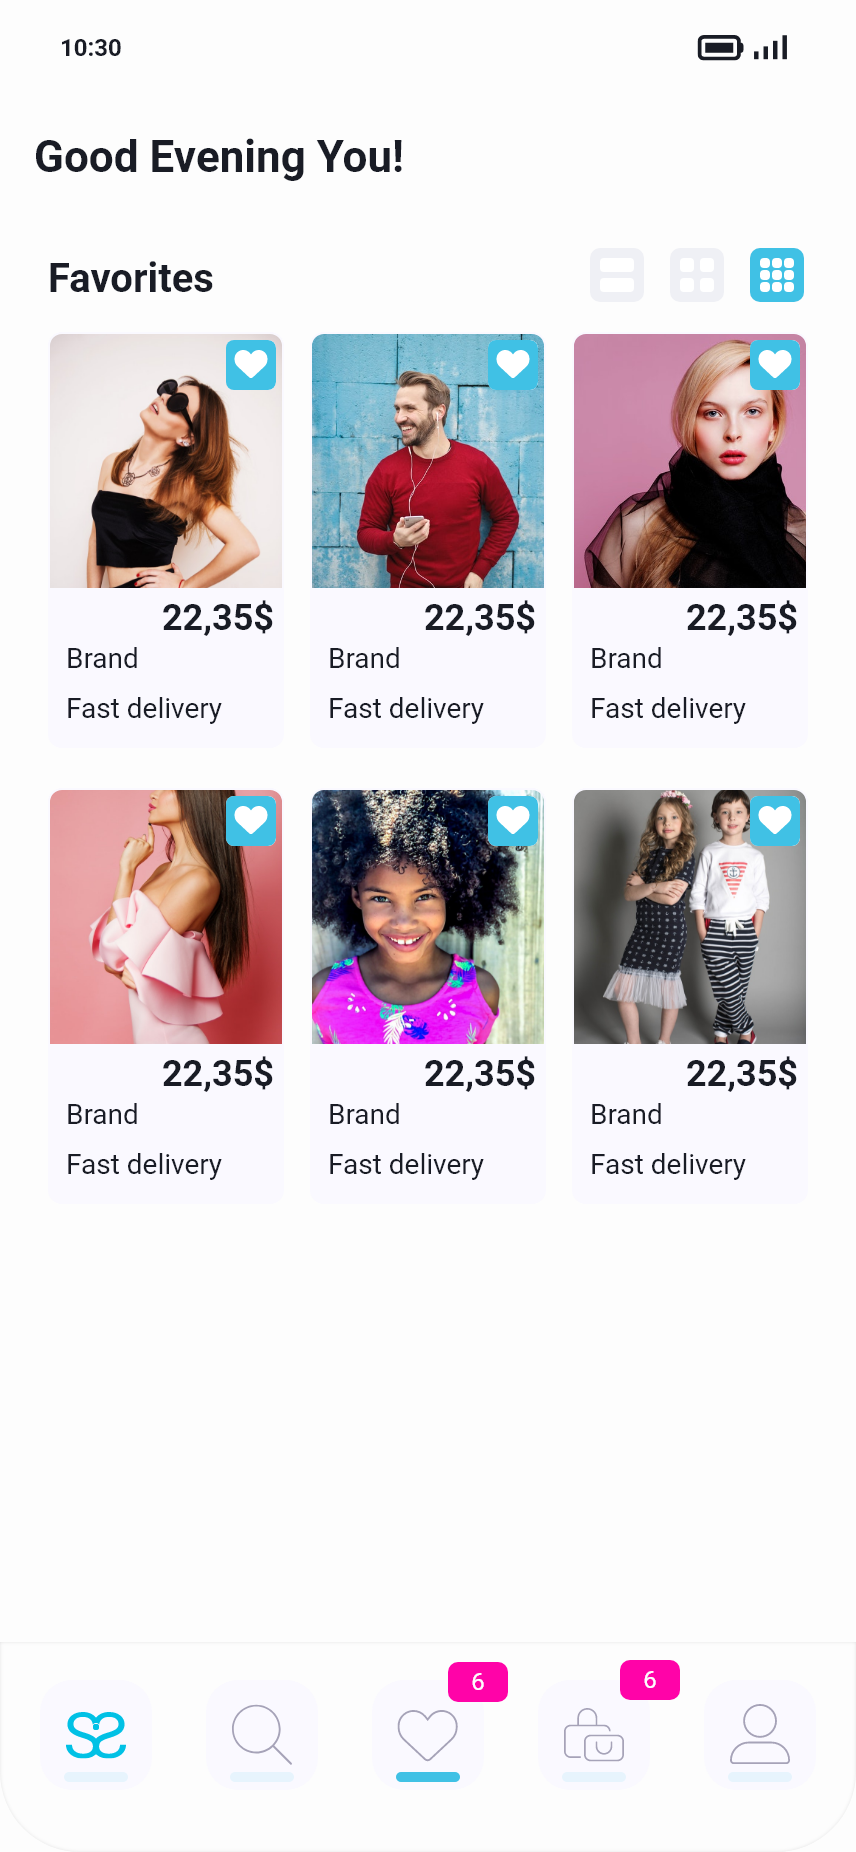 10:30
Good Evening You!
Favorites
22,35$ 22,35$ 22,35$
Brand Brand Brand
Fast delivery Fast delivery Fast delivery
22,35$ 22,35$ 22,35$
Brand Brand Brand
Fast delivery Fast delivery Fast delivery
6 6